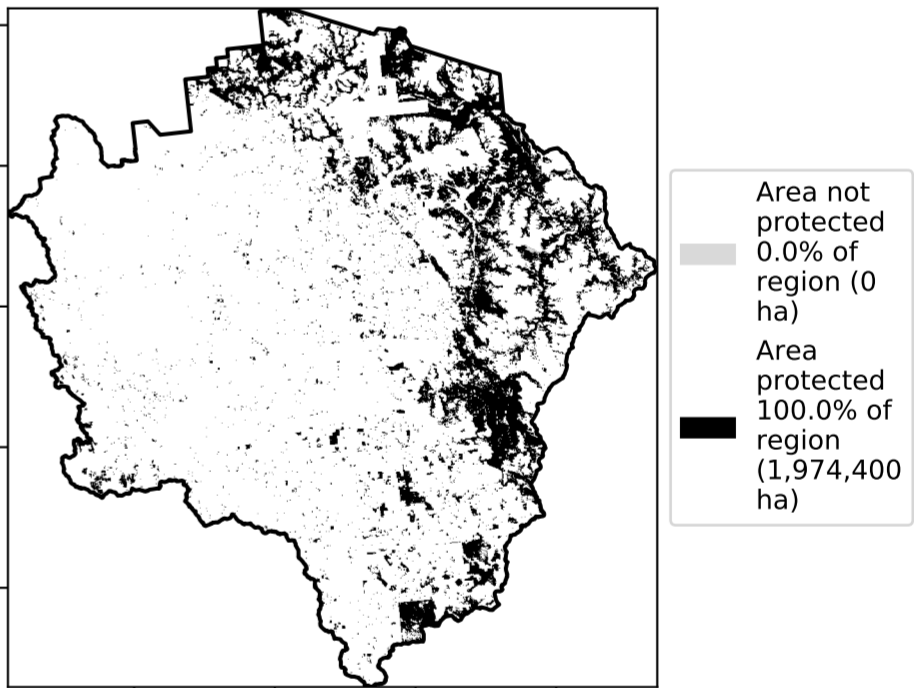 Area not
protected
0.0% of
region (0
ha)
Area
protected
100.0% of
region
(1,974,400
ha)